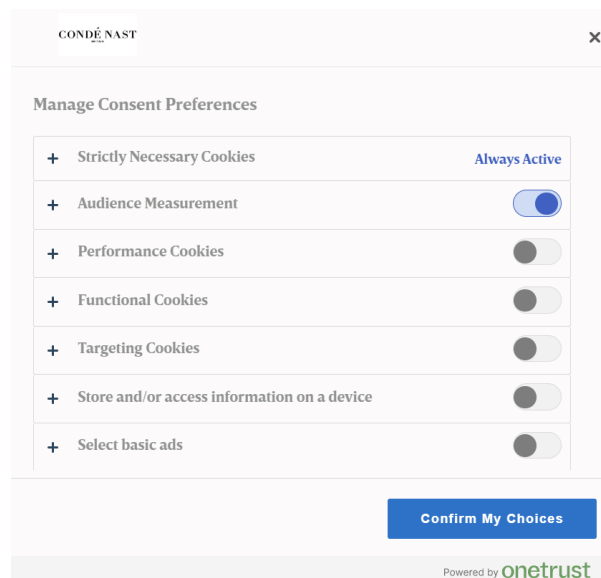 CONDÉ NAST
Manage Consent Preferences
Strictly Necessary Cookies
Always Active
Audience Measurement
Performance Cookies
Functional Cookies
Targeting Cookies
Store and/or access information on a device
Select basic ads
Confirm My Choices
Powered by onetrust